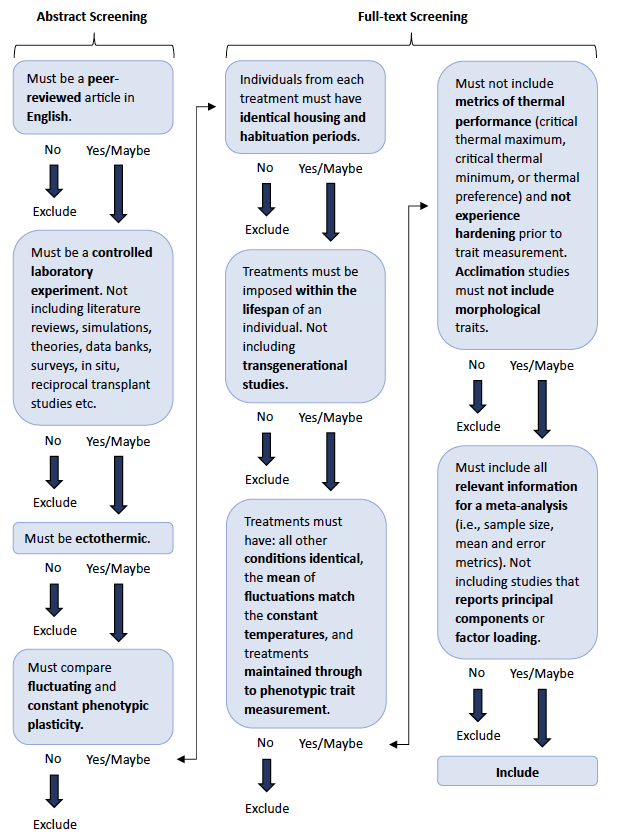 Abstract Screening
Must be a peer-
reviewed article in
English.
No Yes/Maybe
Exclude
Must be a controlled
laboratory
experiment. Not
including literature
reviews, simulations,
theories, data banks,
surveys, in situ,
reciprocal transplant
studies etc.
No Yes/Maybe
Exclude
Must be ectothermic.
No Yes/Maybe
Exclude
Must compare
fluctuating and
constant phenotypic
plasticity.
No Yes/Maybe
Exclude
Full-text Screening
Individuals from each
treatment must have
identical housing and
habituation periods.
No Yes/Maybe
Exclude
Treatments must be
imposed within the
lifespan of an
individual. Not
including
transgenerational
studies.
No Yes/Maybe
Exclude
Treatments must
have: all other
conditions identical,
the mean of
fluctuations match
the constant
temperatures, and
treatments
maintained through
to phenotypic trait
measurement.
No Yes/Maybe
Exclude
Must not include
metrics of thermal
performance (critical
thermal maximum,
critical thermal
minimum, or thermal
preference) and not
experience
hardening prior to
trait measurement.
Acclimation studies
must not include
morphological
traits.
No Yes/Maybe
Exclude
Must include all
relevant information
for a meta-analysis
(i.e., sample size,
mean and error
metrics). Not
including studies that
reports principal
components or
factor loading.
No Yes/Maybe
Exclude
Include